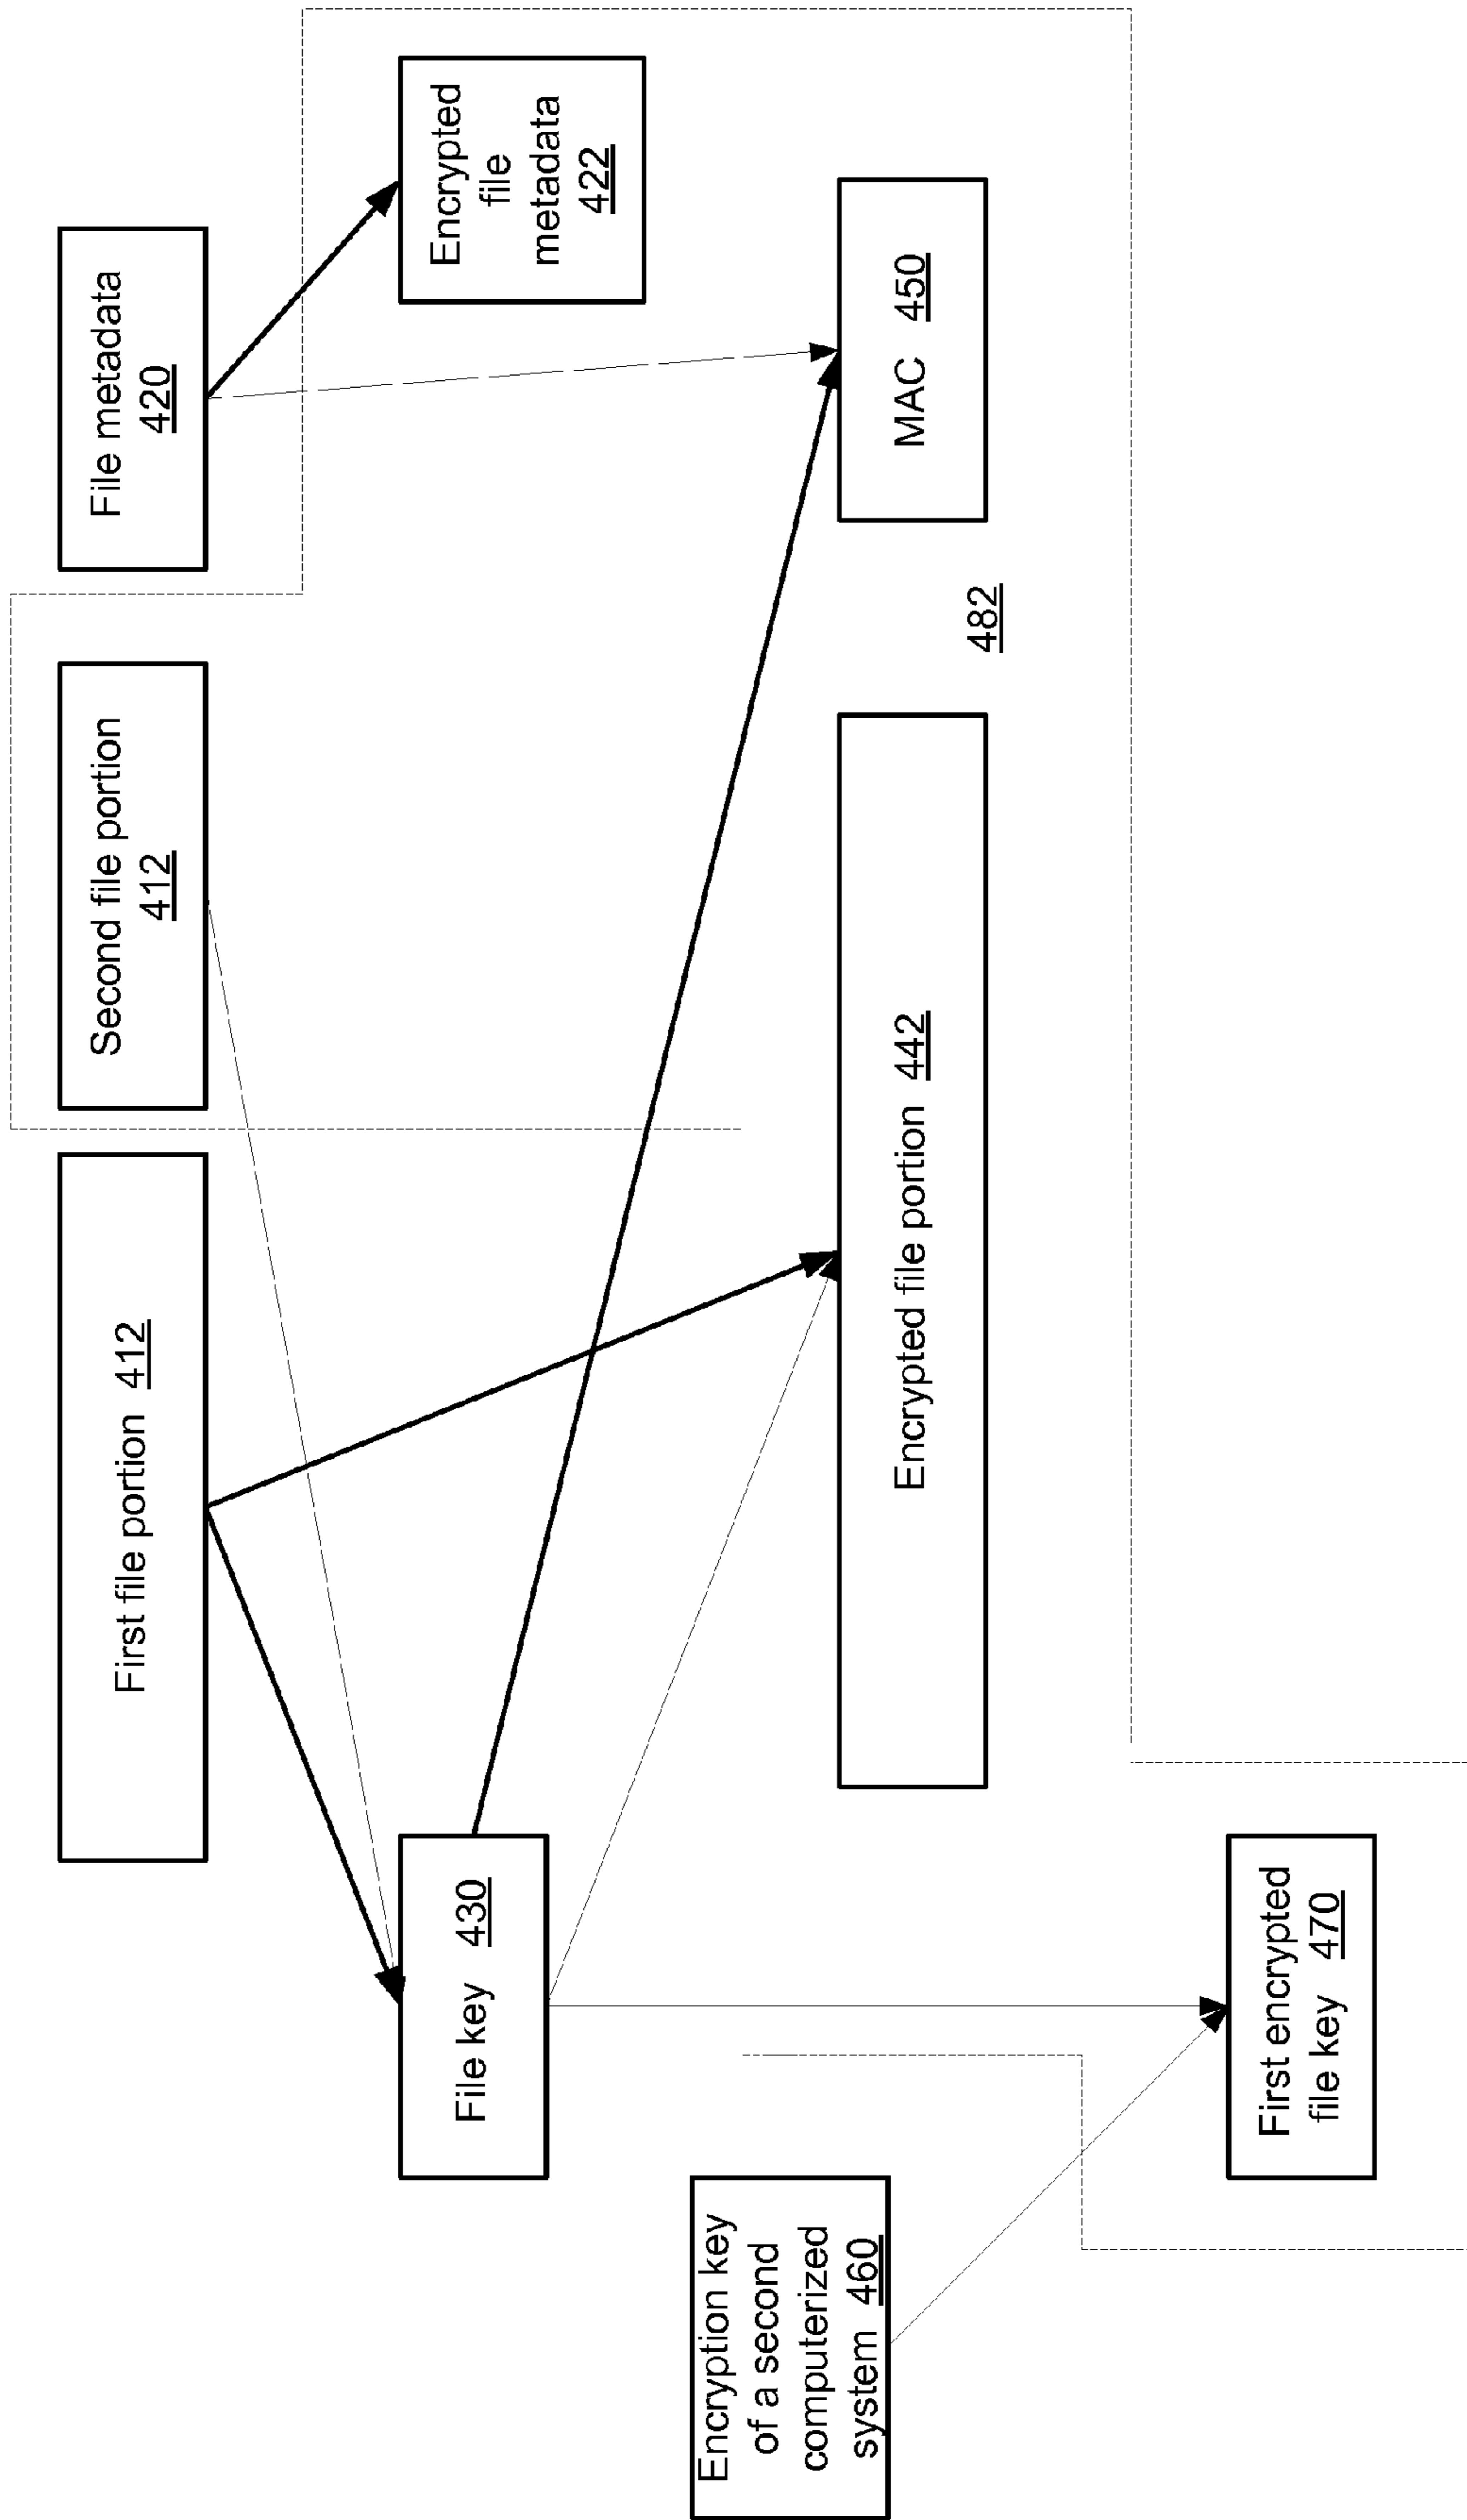 First file portion 412
Second file portion
412
File metadata
420
File key 430
Encrypted
file
metadata
422
Encryption key
of a second
computerized
system 460
Encrypted file portion 442
MAC 450
482
First encrypted
file key 470